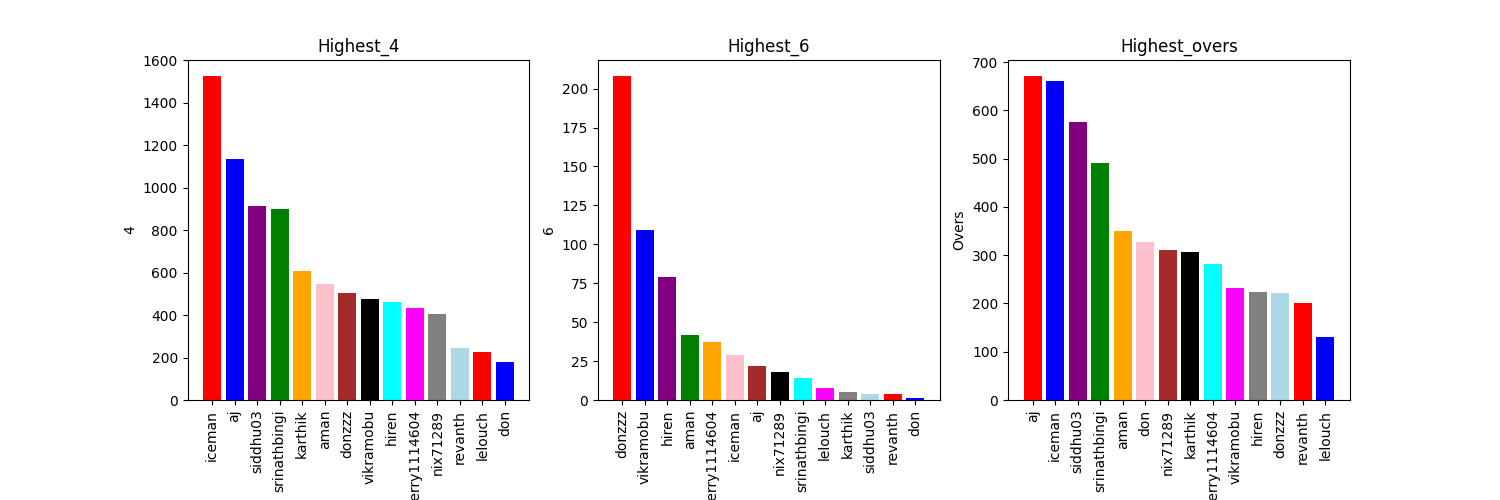 Highest_4
4
1600
1400
1200
1000
800
600
400
200
0
iceman
aj
siddhu03
srinathbingi
karthik
aman
donzzz
vikramobu
hiren
erry1114604
nix71289
revanth
lelouch
don
Highest_6
6
200
175
150
125
100
75
50
25
0
donzzz
vikramobu
hiren
aman
erry1114604
iceman
aj
nix71289
srinathbingi
lelouch
karthik
siddhu03
revanth
don
Highest_overs
Overs
700
600
500
400
300
200
100
0
aj
iceman
siddhu03
srinathbingi
aman
don
nix71289
karthik
erry1114604
vikramobu
hiren
donzzz
revanth
lelouch